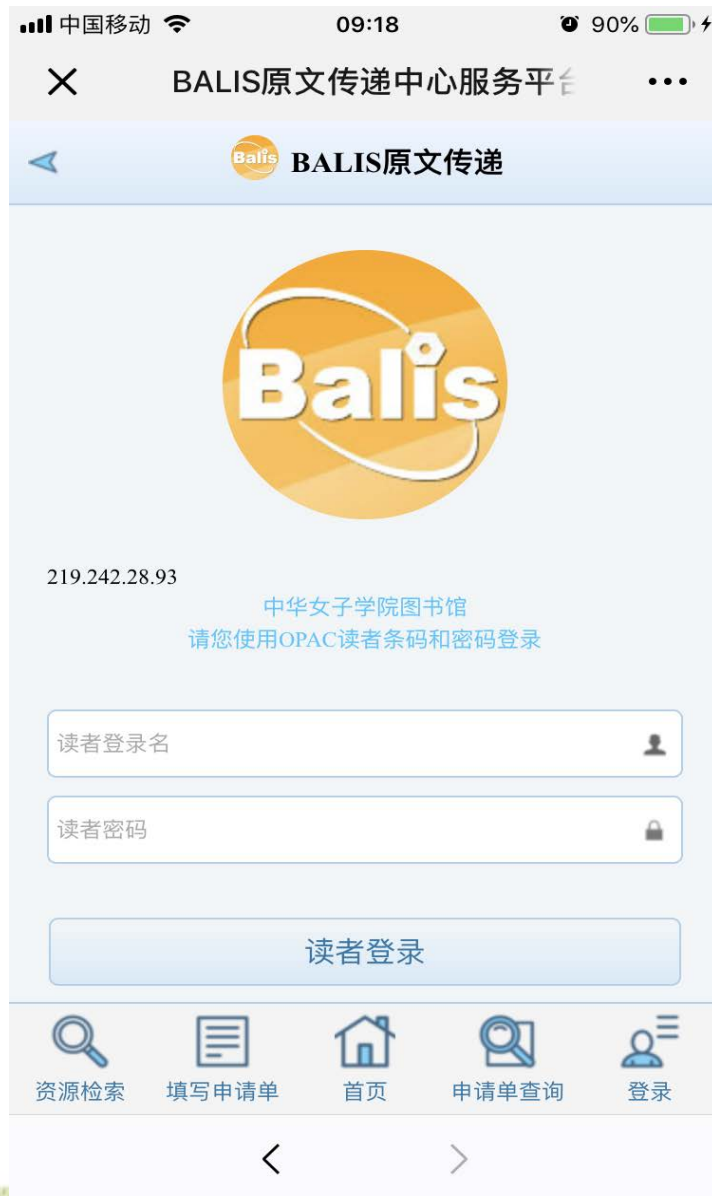 中国移动 09:18 90%
BALIS原文传递中心服务平台
Balis BALIS原文传递
Balis
219.242.28.93
中华女子学院图书馆
请您使用OPAC读者条码和密码登录
读者登录名
读者密码
读者登录
资源检索 填写申请单 首页 申请单查询 登录